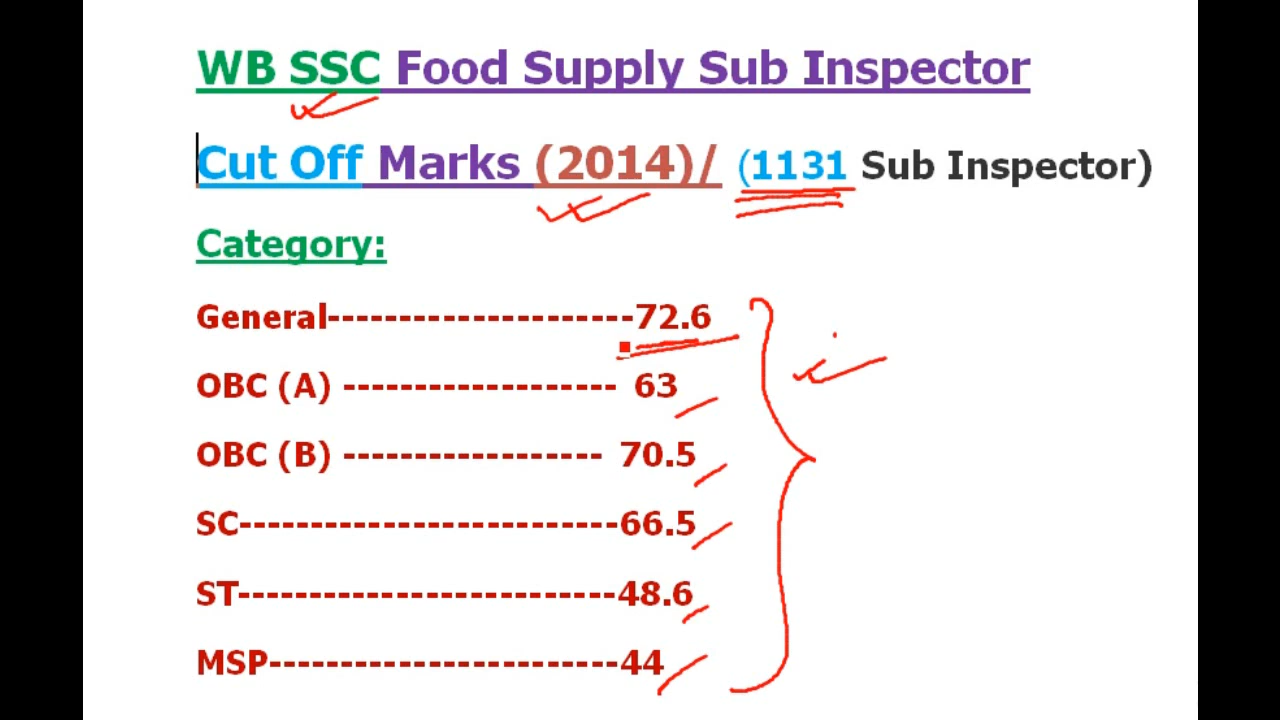 WB SSC Food Supply Sub Inspector
Cut Off Marks (2014)/ (1131 Sub Inspector)
Category:
General----------------------72.6
OBC (A) ------------------- 63
OBC (B) ------------------ 70.5
SC---------------------------66.5
ST---------------------------48.6
MSP-------------------------44